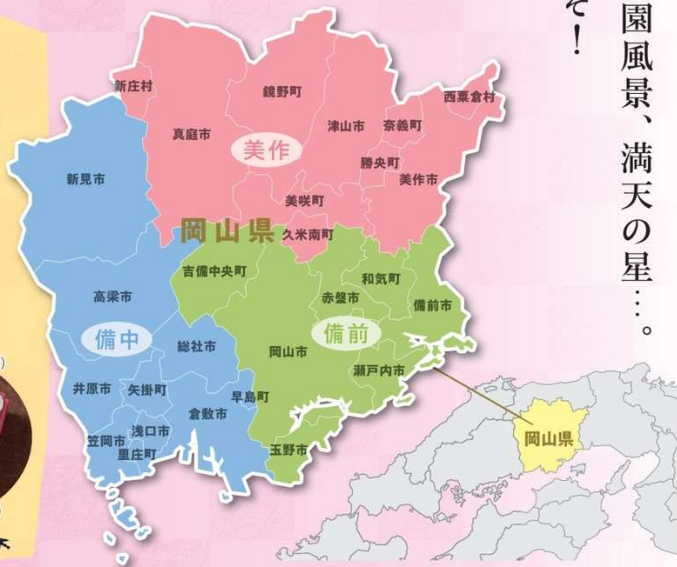 園風景、満天の星…。
そ！
新庄村
鏡野町
西粟倉村
真庭市
津山市
奈義町
美作
勝央町
新見市
美作市
美咲町
岡山県
久米南町
吉備中央町
和気町
高梁市
赤盤市
備前市
備中
総社市
岡山市
備前
瀬戸内市
井原市
矢掛町
早島町
倉敷市
笠岡市
浅口市
里庄町
玉野市
岡山県